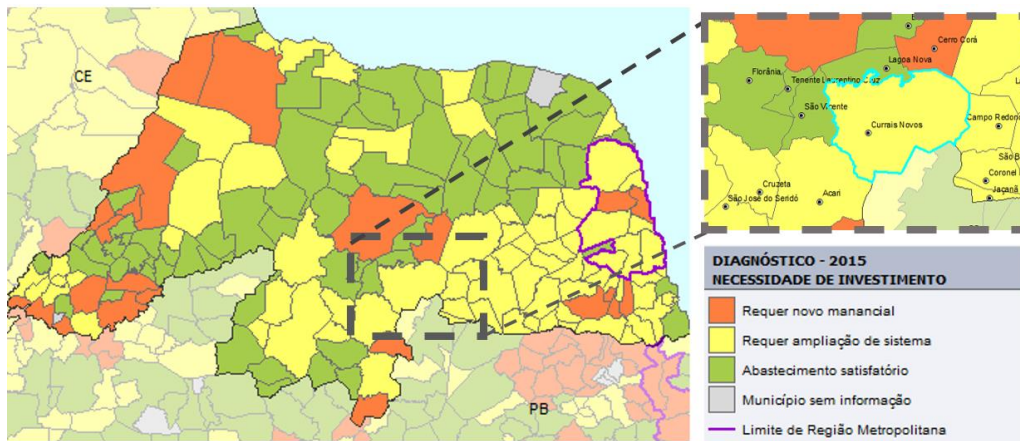 CE
PB
Cerro Corá
Lagoa Nova
Florânia
Tenente Laurentino Cruz
São Vicente
Currais Novos
Campo Redond
São B
Coronel
Jaçanã
Cruzeta
São José do Seridó
Acari
DIAGNÓSTICO - 2015
NECESSIDADE DE INVESTIMENTO
Requer novo manancial
Requer ampliação de sistema
Abastecimento satisfatório
Município sem informação
Limite de Região Metropolitana